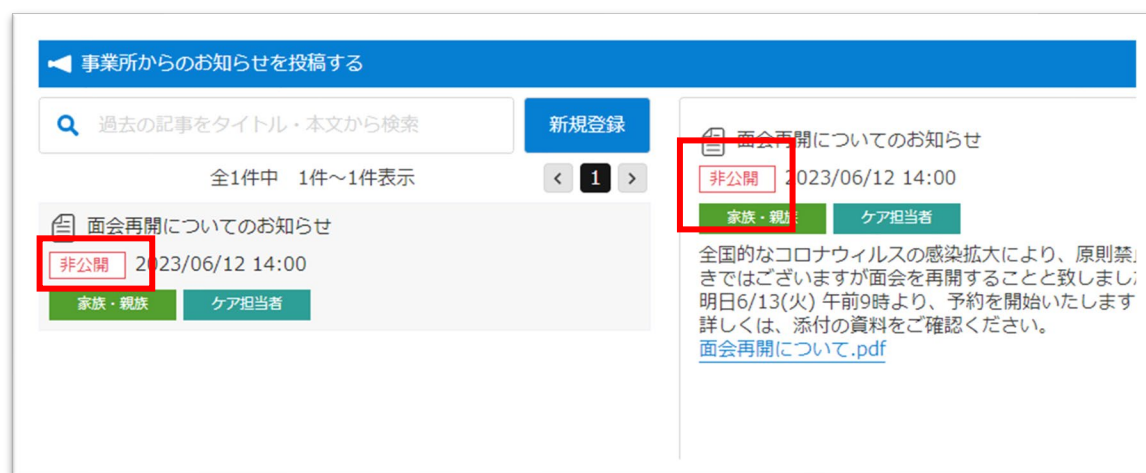 事業所からのお知らせを投稿する
過去の記事をタイトル・本文から検索
新規登録
全1件中 1件～1件表示
< 1 >
面会再開についてのお知らせ
非公開 2023/06/12 14:00
家族・親族 ケア担当者
面会再開についてのお知らせ
非公開 2023/06/12 14:00
家族・親族 ケア担当者
全国的なコロナウィルスの感染拡大により、原則禁
きではございますが面会を再開することと致しまし
明日6/13(火) 午前9時より、予約を開始いたします
詳しくは、添付の資料をご確認ください。
面会再開について.pdf